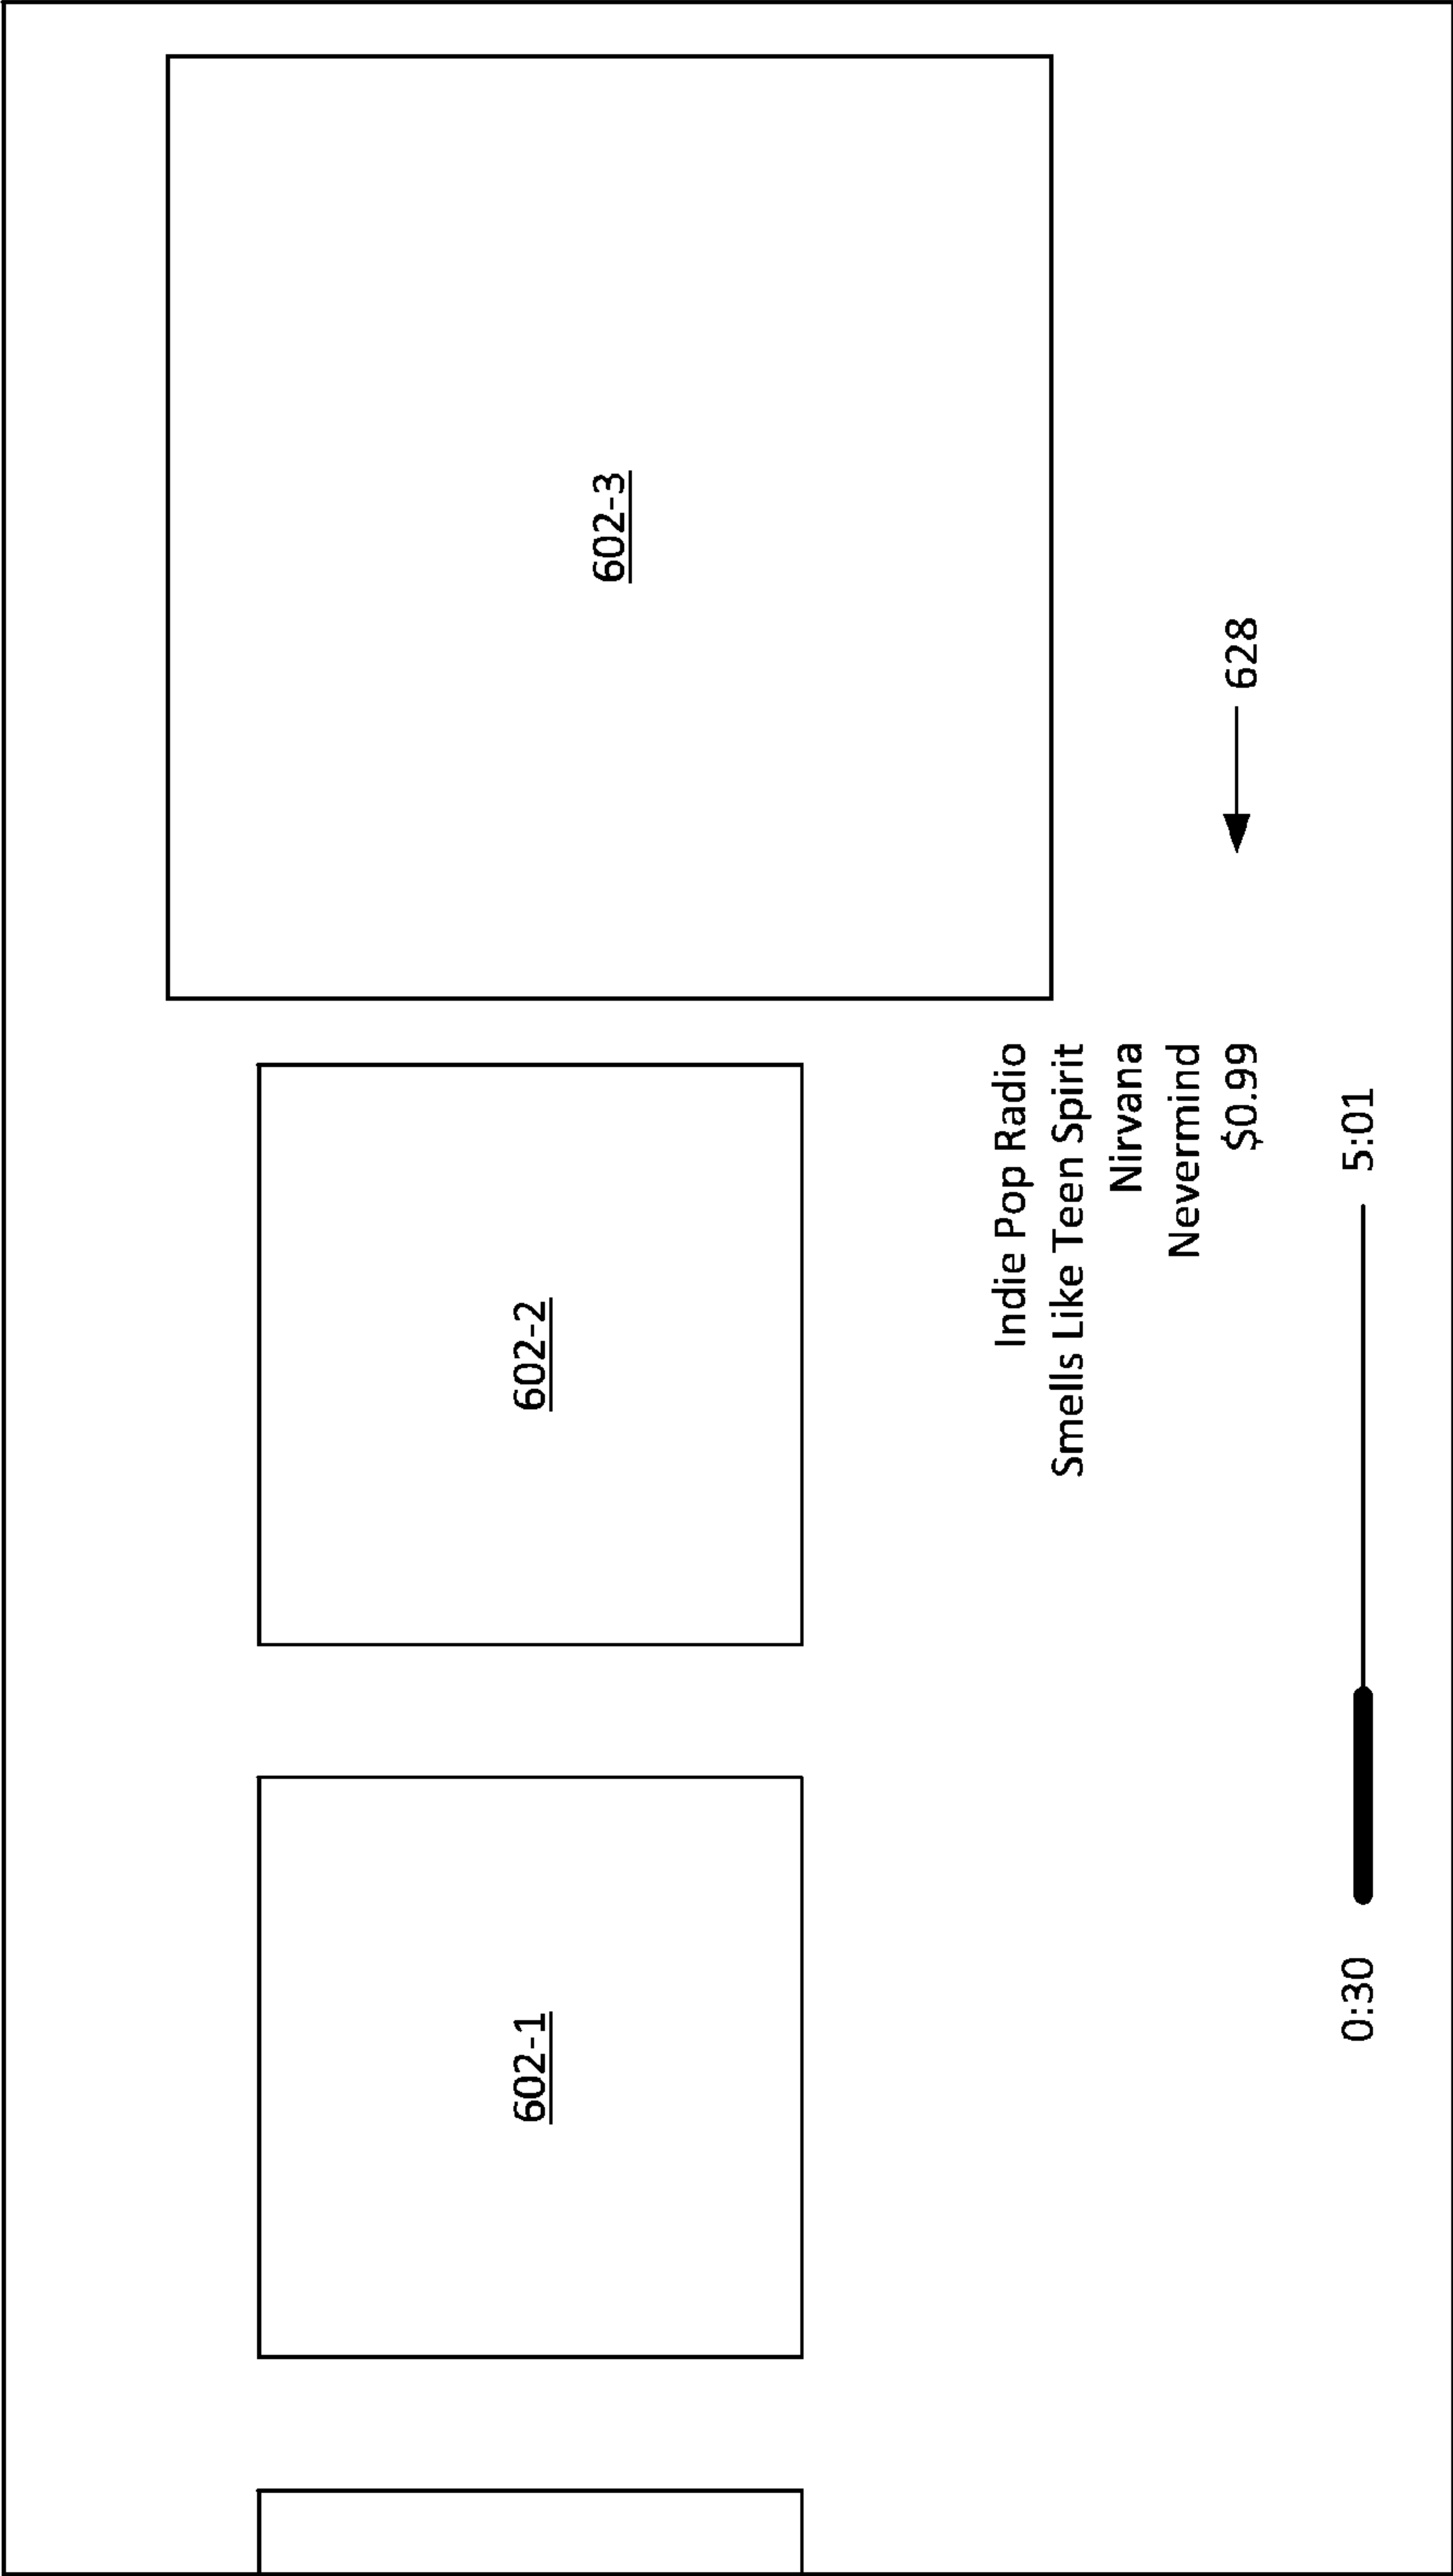 602-1
602-2
602-3
Indie Pop Radio
Smells Like Teen Spirit
Nirvana
Nevermind
$0.99
628
0:30
5:01